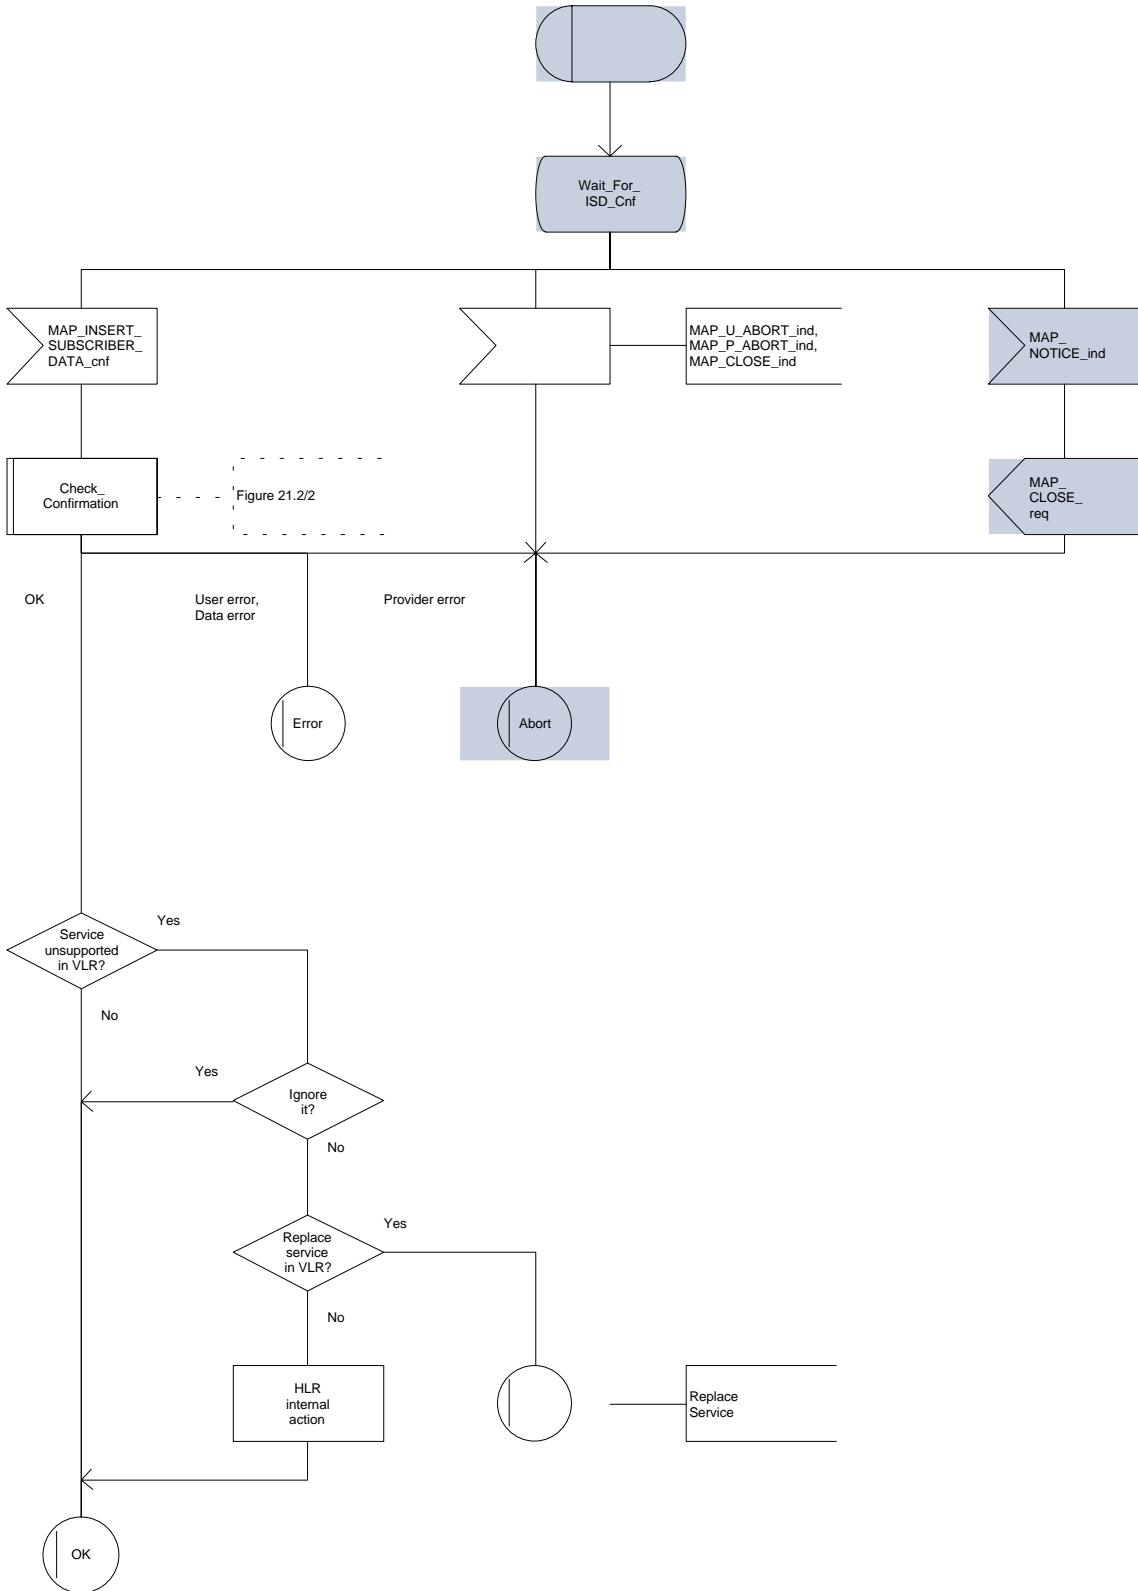 Wait_For_
ISD_Cnf
MAP_INSERT_
SUBSCRIBER_
DATA_cnf
MAP_U_ABORT_ind,
MAP_P_ABORT_ind,
MAP_CLOSE_ind
MAP_
NOTICE_ind
Check_
Confirmation
Figure 21.2/2
MAP_
CLOSE_
req
OK
User error,
Data error
Provider error
Error
Abort
Service
unsupported
in VLR?
Yes
No
Yes
Ignore
it?
No
Replace
service
in VLR?
Yes
No
HLR
internal
action
Replace
Service
OK